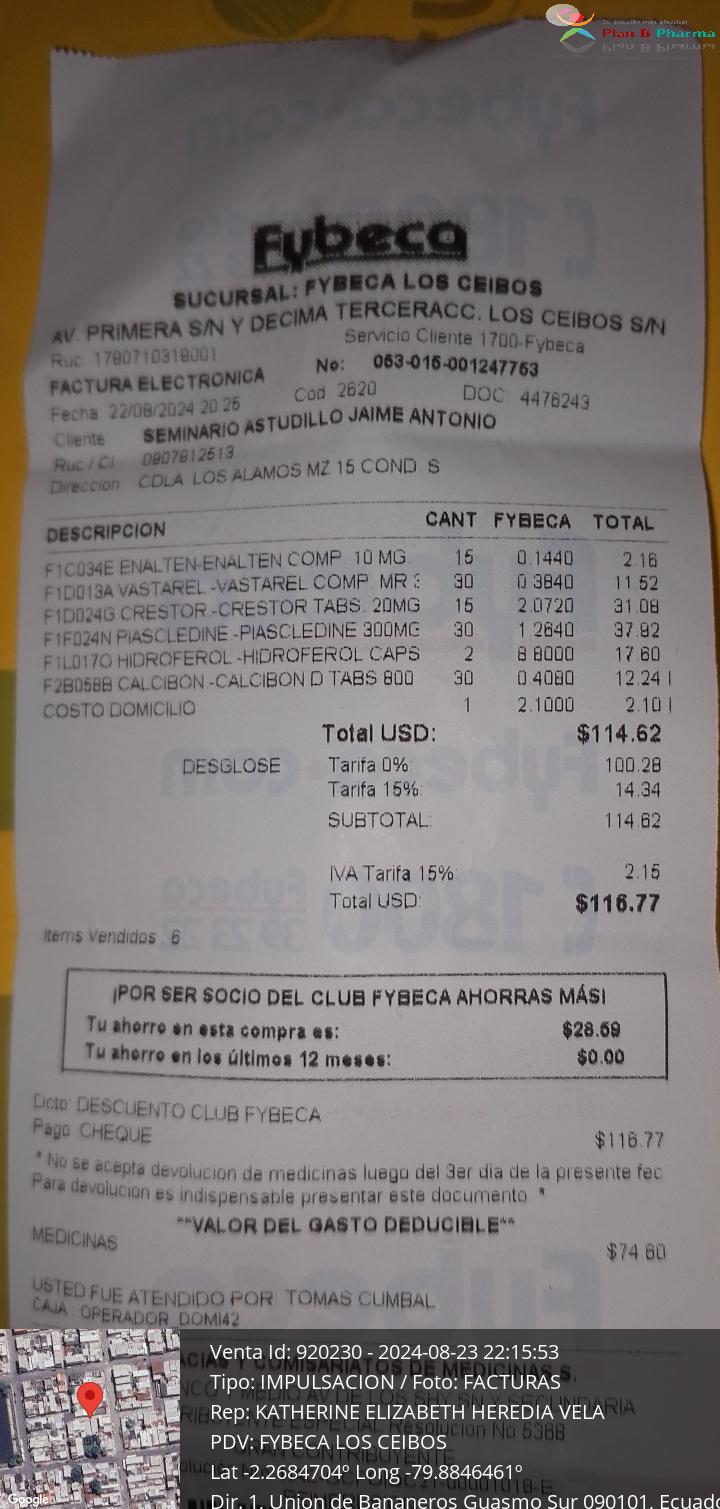 Su solución más efectiva!
Plan B Pharma
Fybeca
SUCURSAL: FYBECA LOS CEIBOS
AV. PRIMERA S/N Y DECIMA TERCERACC. LOS CEIBOS S/N
Ruc: 1790710319001 Servicio Cliente 1700-Fybeca
FACTURA ELECTRONICA No: 053-015-001247753
Fecha 22/08/2024 20:25 Cod 2620 DOC: 4476243
Cliente SEMINARIO ASTUDILLO JAIME ANTONIO
Ruc / CI 0907812513
Direccion CDLA LOS ALAMOS MZ 15 COND. S
DESCRIPCION CANT FYBECA TOTAL
F1C034E ENALTEN-ENALTEN COMP. 10 MG. 15 0.1440 2.16
F1D013A VASTAREL -VASTAREL COMP. MR 3 30 0.3840 11.52
F1D024G CRESTOR -CRESTOR TABS. 20MG 15 2.0720 31.08
F1F024N PIASCLEDINE -PIASCLEDINE 300MG 30 1.2640 37.92
F1L017O HIDROFEROL -HIDROFEROL CAPS 2 8.8000 17.60
F2B058B CALCIBON -CALCIBON D TABS 800 30 0.4080 12.24 I
COSTO DOMICILIO 1 2.1000 2.10 I
Total USD: $114.62
DESGLOSE Tarifa 0%: 100.28
Tarifa 15%: 14.34
SUBTOTAL: 114.62
IVA Tarifa 15%: 2.15
Total USD: $116.77
Items Vendidos : 6
¡POR SER SOCIO DEL CLUB FYBECA AHORRAS MÁS!
Tu ahorro en esta compra es: $28.59
Tu ahorro en los últimos 12 meses: $0.00
Dcto: DESCUENTO CLUB FYBECA
Pago CHEQUE $116.77
* No se acepta devolucion de medicinas luego del 3er dia de la presente fec
Para devolucion es indispensable presentar este documento. *
**VALOR DEL GASTO DEDUCIBLE**
MEDICINAS $74.60
USTED FUE ATENDIDO POR: TOMAS CUMBAL
CAJA : OPERADOR DOMI42
Venta Id: 920230 - 2024-08-23 22:15:53
Tipo: IMPULSACION / Foto: FACTURAS
Rep: KATHERINE ELIZABETH HEREDIA VELA
PDV: FYBECA LOS CEIBOS
Lat -2.2684704º Long -79.8846461º
Dir. 1, Union de Bananeros Guasmo Sur 090101, Ecuad
Google